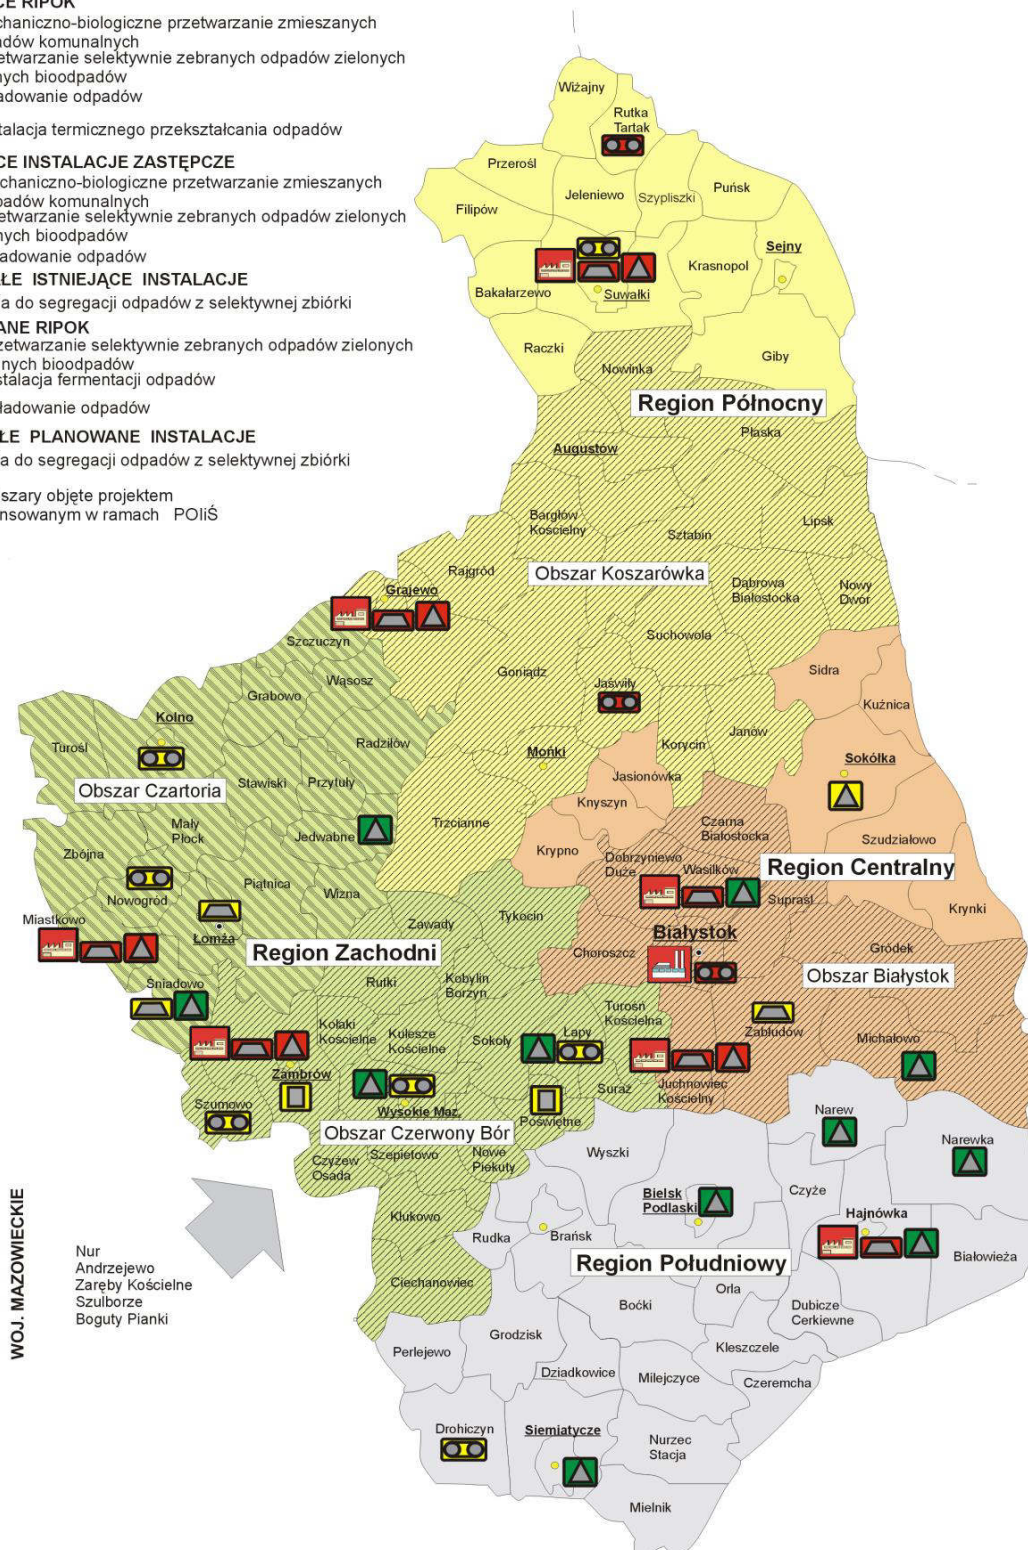 CE RIPOK
chaniczno-biologiczne przetwarzanie zmieszanych
adów komunalnych
etwarzanie selektywnie zebranych odpadów zielonych
nych bioodpadów
adowanie odpadów
talacja termicznego przekształcania odpadów
CE INSTALACJE ZASTĘPCZE
chaniczno-biologiczne przetwarzanie zmieszanych
padów komunalnych
etwarzanie selektywnie zebranych odpadów zielonych
nych bioodpadów
ładowanie odpadów
AŁE ISTNIEJĄCE INSTALACJE
a do segregacji odpadów z selektywnej zbiórki
ANE RIPOK
zetwarzanie selektywnie zebranych odpadów zielonych
nnych bioodpadów
stalacja fermentacji odpadów
ładowanie odpadów
ŁE PLANOWANE INSTALACJE
a do segregacji odpadów z selektywnej zbiórki
szary objęte projektem
nsowanym w ramach POIiŚ
Wiżajny
Rutka
Tartak
Przerośl
Jeleniewo
Szypliszki
Puńsk
Filipów
Sejny
Krasnopol
Bakałarzewo
Suwałki
Raczki
Giby
Nowinka
Region Północny
Płaska
Augustów
Bargłów
Kościelny
Sztabin
Lipsk
Rajgród
Obszar Koszarówka
Dąbrowa
Białostocka
Nowy
Dwór
Grajewo
Szczuczyn
Suchowola
Wąsosz
Goniądz
Sidra
Grabowo
Jaświły
Kuźnica
Kolno
Turośl
Radziłów
Mońki
Korycin
Janów
Sokółka
Obszar Czartoria
Stawiski
Przytuły
Jasionówka
Knyszyn
Mały
Płock
Jedwabne
Trzcianne
Czarna
Białostocka
Szudziałowo
Zbójna
Krypno
Dobrzyniewo
Duże
Wasilków
Region Centralny
Nowogród
Piątnica
Wizna
Supraśl
Krynki
Miastkowo
Łomża
Zawady
Tykocin
Białystok
Region Zachodni
Choroszcz
Gródek
Śniadowo
Rutki
Kobylin
Borzyn
Obszar Białystok
Kołaki
Kościelne
Kulesze
Kościelne
Sokoły
Łapy
Turośń
Kościelna
Zabłudów
Michałowo
Zambrów
Suraż
Juchnowiec
Kościelny
Szumowo
Wysokie Maz.
Poświętne
Narew
Obszar Czerwony Bór
Narewka
Czyżew
Osada
Szepietowo
Nowe
Piekuty
Wyszki
Bielsk
Podlaski
Czyże
Klukowo
Rudka
Brańsk
Hajnówka
Białowieża
WOJ. MAZOWIECKIE
Nur
Andrzejewo
Zaręby Kościelne
Szulborze
Boguty Pianki
Ciechanowiec
Region Południowy
Orla
Boćki
Dubicze
Cerkiewne
Grodzisk
Perlejewo
Kleszczele
Dziadkowice
Milejczyce
Czeremcha
Drohiczyn
Siemiatycze
Nurzec
Stacja
Mielnik